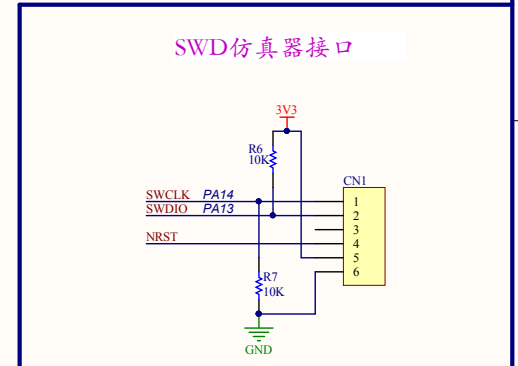 SWD仿真器接口
3V3
R6
10K
CN1
SWCLK PA14
SWDIO PA13
NRST
1
2
3
4
5
6
R7
10K
GND